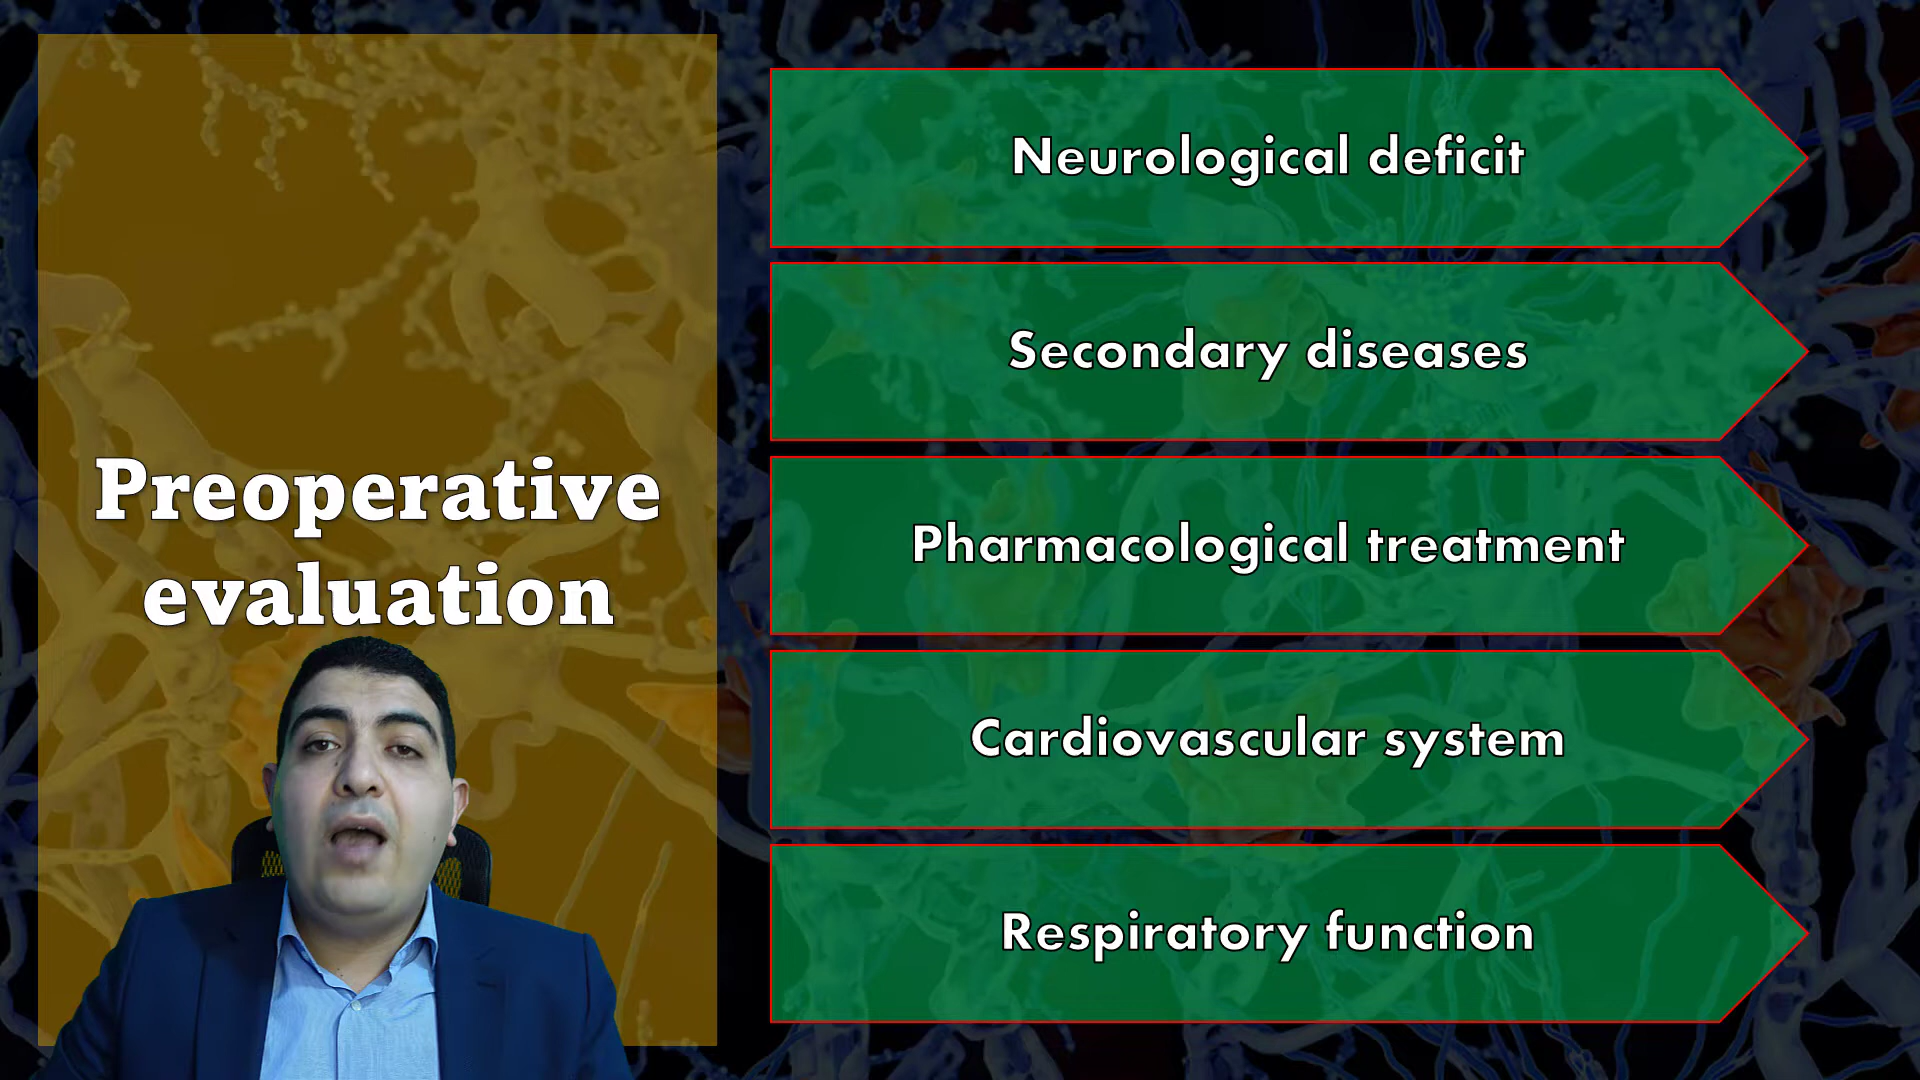 Preoperative
evaluation
Neurological deficit
Secondary diseases
Pharmacological treatment
Cardiovascular system
Respiratory function